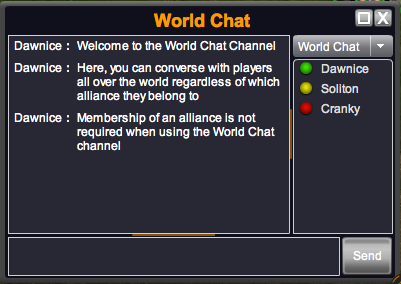 World Chat
Dawnice : Welcome to the World Chat Channel
Dawnice : Here, you can converse with players
all over the world regardless of which
alliance they belong to
Dawnice : Membership of an alliance is not
required when using the World Chat
channel
World Chat
Dawnice
Soliton
Cranky
Send